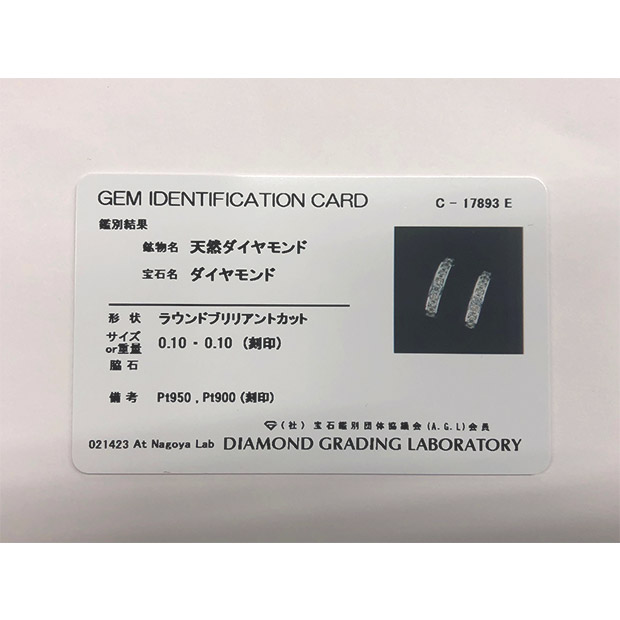 GEM IDENTIFICATION CARD
C - 17893 E
鑑別結果
鉱物名 天然ダイヤモンド
宝石名 ダイヤモンド
形状 ラウンドブリリアントカット
サイズ
or重量 0.10 - 0.10 (刻印)
脇石
備考 Pt950 , Pt900 (刻印)
(社) 宝石鑑別団体協議会 (A.G.L) 会員
021423 At Nagoya Lab DIAMOND GRADING LABORATORY